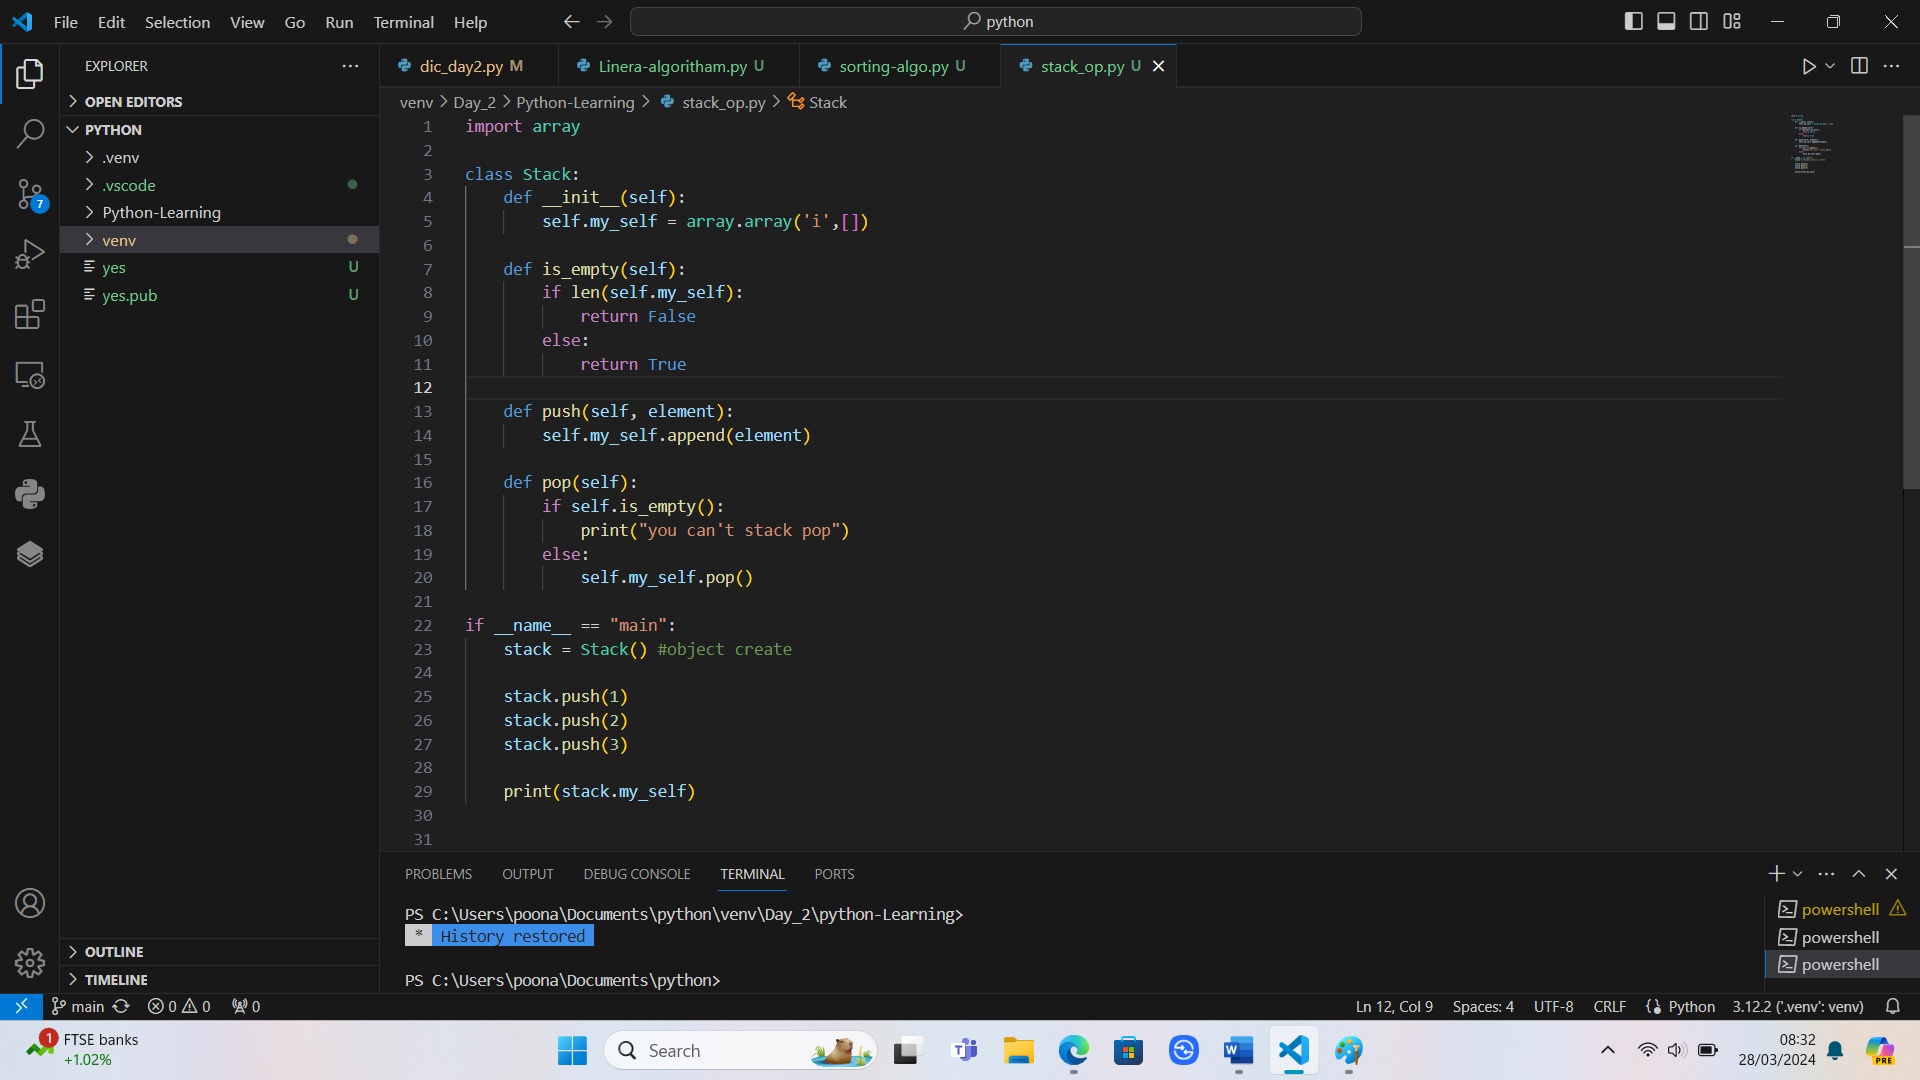 File Edit Selection View Go Run Terminal Help
python
EXPLORER
OPEN EDITORS
PYTHON
.venv
.vscode
Python-Learning
venv
yes U
yes.pub U
OUTLINE
TIMELINE
7
dic_day2.py M
Linera-algoritham.py U
sorting-algo.py U
stack_op.py U
venv > Day_2 > Python-Learning > stack_op.py > Stack
1 import array
2
3 class Stack:
4 def __init__(self):
5 self.my_self = array.array('i',[])
6
7 def is_empty(self):
8 if len(self.my_self):
9 return False
10 else:
11 return True
12
13 def push(self, element):
14 self.my_self.append(element)
15
16 def pop(self):
17 if self.is_empty():
18 print("you can't stack pop")
19 else:
20 self.my_self.pop()
21
22 if __name__ == "main":
23 stack = Stack() #object create
24
25 stack.push(1)
26 stack.push(2)
27 stack.push(3)
28
29 print(stack.my_self)
30
31
PROBLEMS OUTPUT DEBUG CONSOLE TERMINAL PORTS
PS C:\Users\poona\Documents\python\venv\Day_2\python-Learning>
* History restored
PS C:\Users\poona\Documents\python>
powershell
powershell
powershell
main 0 0 0
Ln 12, Col 9 Spaces: 4 UTF-8 CRLF Python 3.12.2 ('.venv': venv)
1
FTSE banks
+1.02%
Search
PRE
08:32
28/03/2024